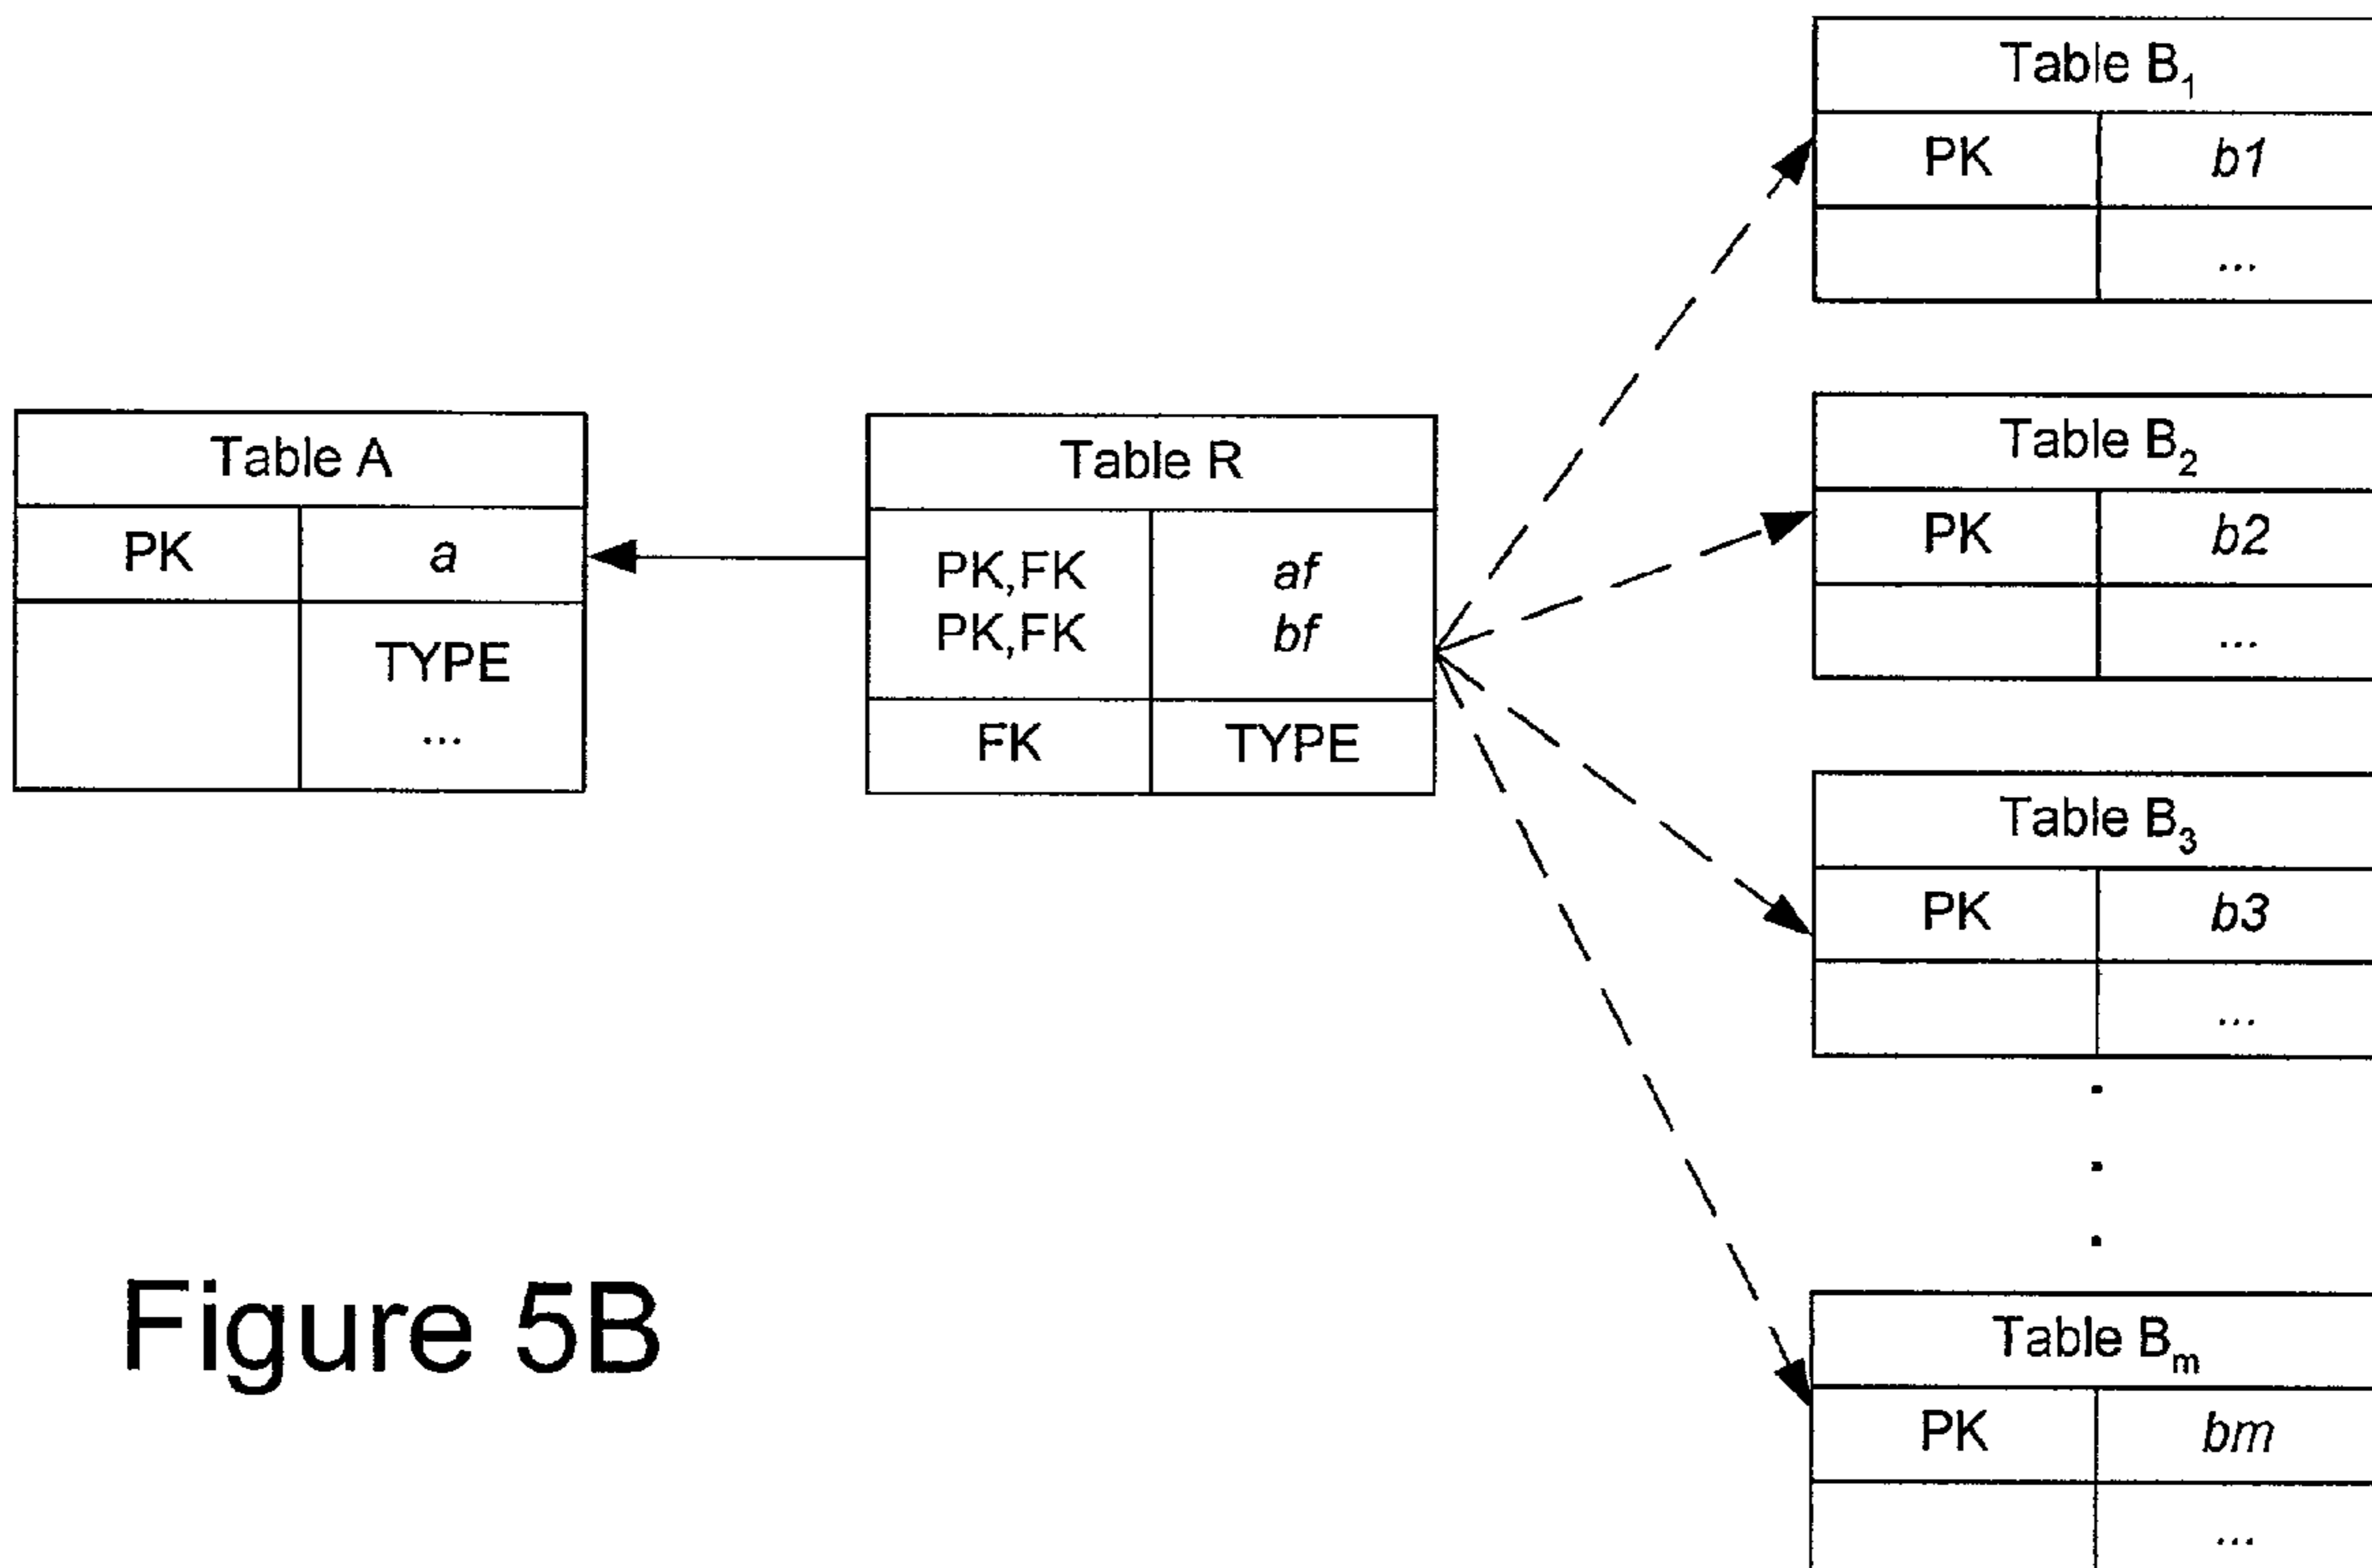 Table A
PK a
TYPE
...
Table R
PK,FK af
PK,FK bf
FK TYPE
Table B₁
PK b1
...
Table B₂
PK b2
...
Table B₃
PK b3
...
.
.
.
Table Bₘ
PK bm
...
Figure 5B